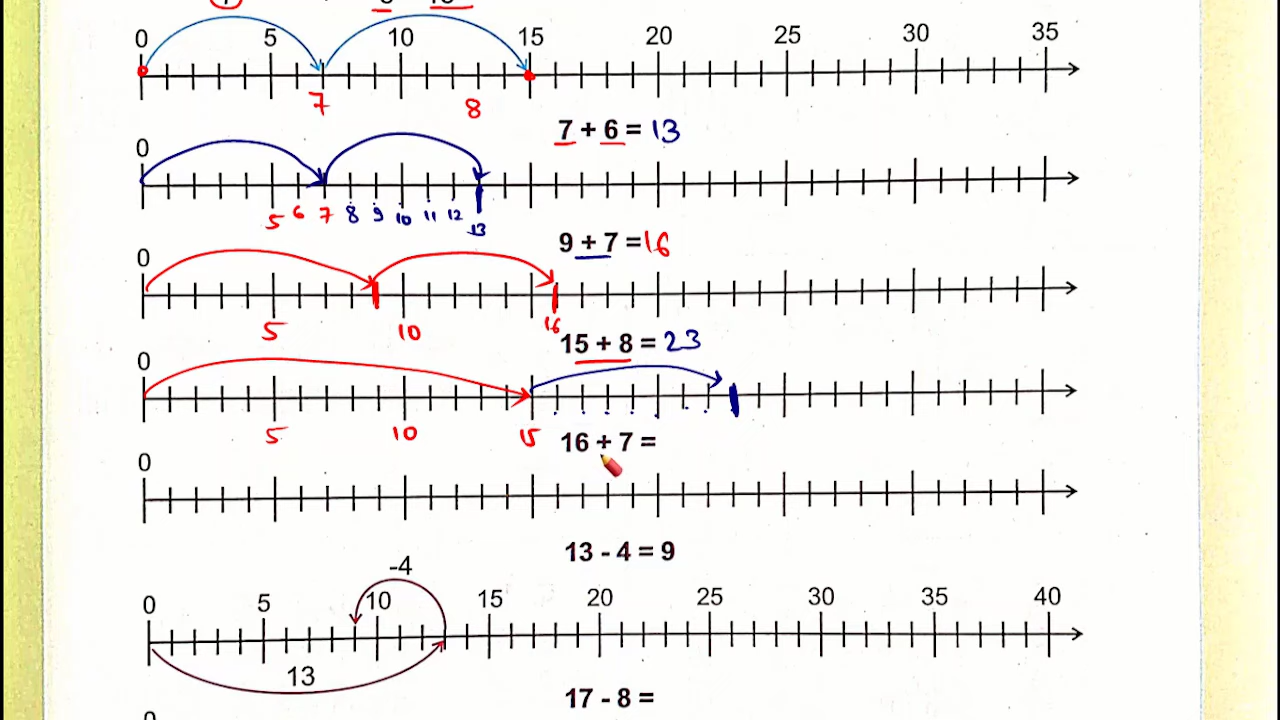 0 5 10 15 20 25 30 35
7 8
7 + 6 = 13
0
5 6 7 8 9 10 11 12 13
9 + 7 = 16
0
5 10 16
15 + 8 = 23
0
5 10 15
16 + 7 =
0
13 - 4 = 9
-4
0 5 10 15 20 25 30 35 40
13
17 - 8 =
0